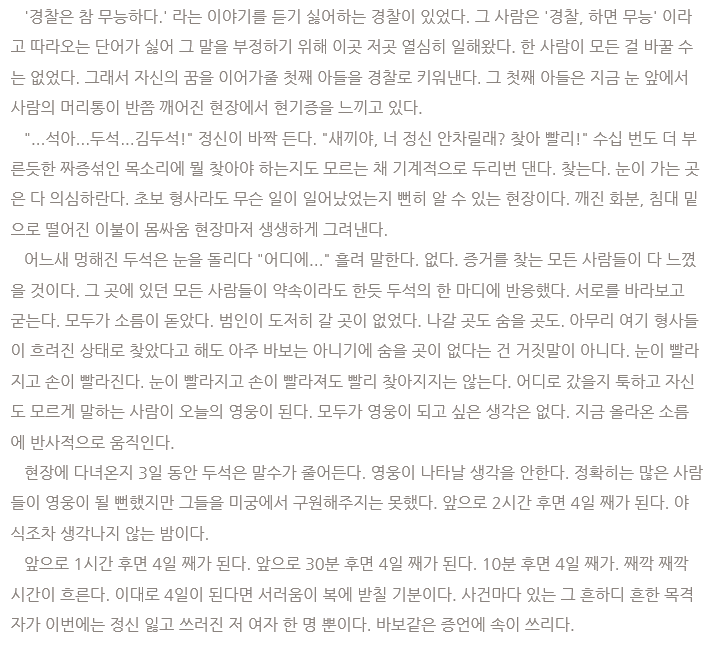 '경찰은 참 무능하다.' 라는 이야기를 듣기 싫어하는 경찰이 있었다. 그 사람은 '경찰, 하면 무능' 이라
고 따라오는 단어가 싫어 그 말을 부정하기 위해 이곳 저곳 열심히 일해왔다. 한 사람이 모든 걸 바꿀 수
는 없었다. 그래서 자신의 꿈을 이어가줄 첫째 아들을 경찰로 키워낸다. 그 첫째 아들은 지금 눈 앞에서
사람의 머리통이 반쯤 깨어진 현장에서 현기증을 느끼고 있다.
"...석아...두석...김두석!" 정신이 바짝 든다. "새끼야, 너 정신 안차릴래? 찾아 빨리!" 수십 번도 더 부
른듯한 짜증섞인 목소리에 뭘 찾아야 하는지도 모르는 채 기계적으로 두리번 댄다. 찾는다. 눈이 가는 곳
은 다 의심하란다. 초보 형사라도 무슨 일이 일어났었는지 뻔히 알 수 있는 현장이다. 깨진 화분, 침대 밑
으로 떨어진 이불이 몸싸움 현장마저 생생하게 그려낸다.
어느새 멍해진 두석은 눈을 돌리다 "어디에..." 흘려 말한다. 없다. 증거를 찾는 모든 사람들이 다 느꼈
을 것이다. 그 곳에 있던 모든 사람들이 약속이라도 한듯 두석의 한 마디에 반응했다. 서로를 바라보고
굳는다. 모두가 소름이 돋았다. 범인이 도저히 갈 곳이 없었다. 나갈 곳도 숨을 곳도. 아무리 여기 형사들
이 흐려진 상태로 찾았다고 해도 아주 바보는 아니기에 숨을 곳이 없다는 건 거짓말이 아니다. 눈이 빨라
지고 손이 빨라진다. 눈이 빨라지고 손이 빨라져도 빨리 찾아지지는 않는다. 어디로 갔을지 툭하고 자신
도 모르게 말하는 사람이 오늘의 영웅이 된다. 모두가 영웅이 되고 싶은 생각은 없다. 지금 올라온 소름
에 반사적으로 움직인다.
현장에 다녀온지 3일 동안 두석은 말수가 줄어든다. 영웅이 나타날 생각을 안한다. 정확히는 많은 사람
들이 영웅이 될 뻔했지만 그들을 미궁에서 구원해주지는 못했다. 앞으로 2시간 후면 4일 째가 된다. 야
식조차 생각나지 않는 밤이다.
앞으로 1시간 후면 4일 째가 된다. 앞으로 30분 후면 4일 째가 된다. 10분 후면 4일 째가. 째깍 째깍
시간이 흐른다. 이대로 4일이 된다면 서러움이 복에 받칠 기분이다. 사건마다 있는 그 흔하디 흔한 목격
자가 이번에는 정신 잃고 쓰러진 저 여자 한 명 뿐이다. 바보같은 증언에 속이 쓰리다.